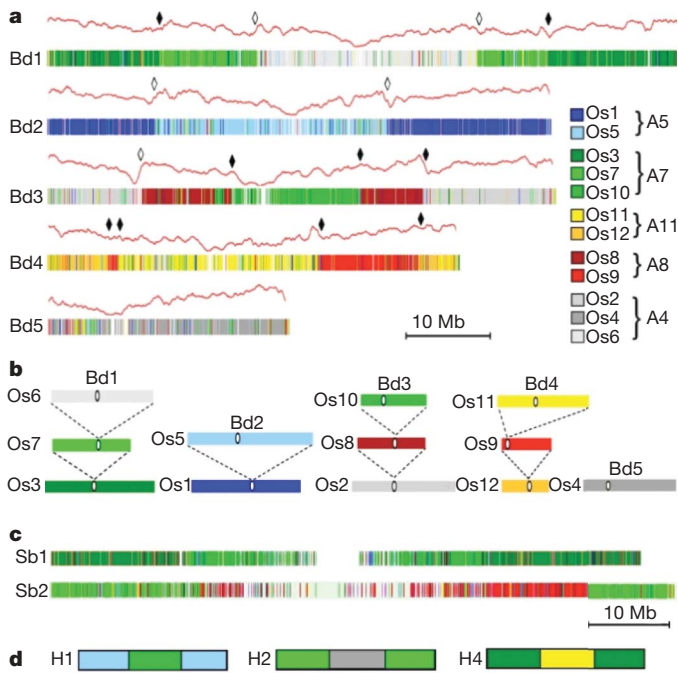 a
Bd1
Bd2
Bd3
Bd4
Bd5
10 Mb
Os1
Os5
A5
Os3
Os7
Os10
A7
Os11
Os12
A11
Os8
Os9
A8
Os2
Os4
Os6
A4
b
Os6 Bd1
Os7
Os3
Os5 Bd2
Os1
Os10 Bd3
Os8
Os2
Os11 Bd4
Os9
Os12
Os4 Bd5
c
Sb1
Sb2
10 Mb
d H1 H2 H4